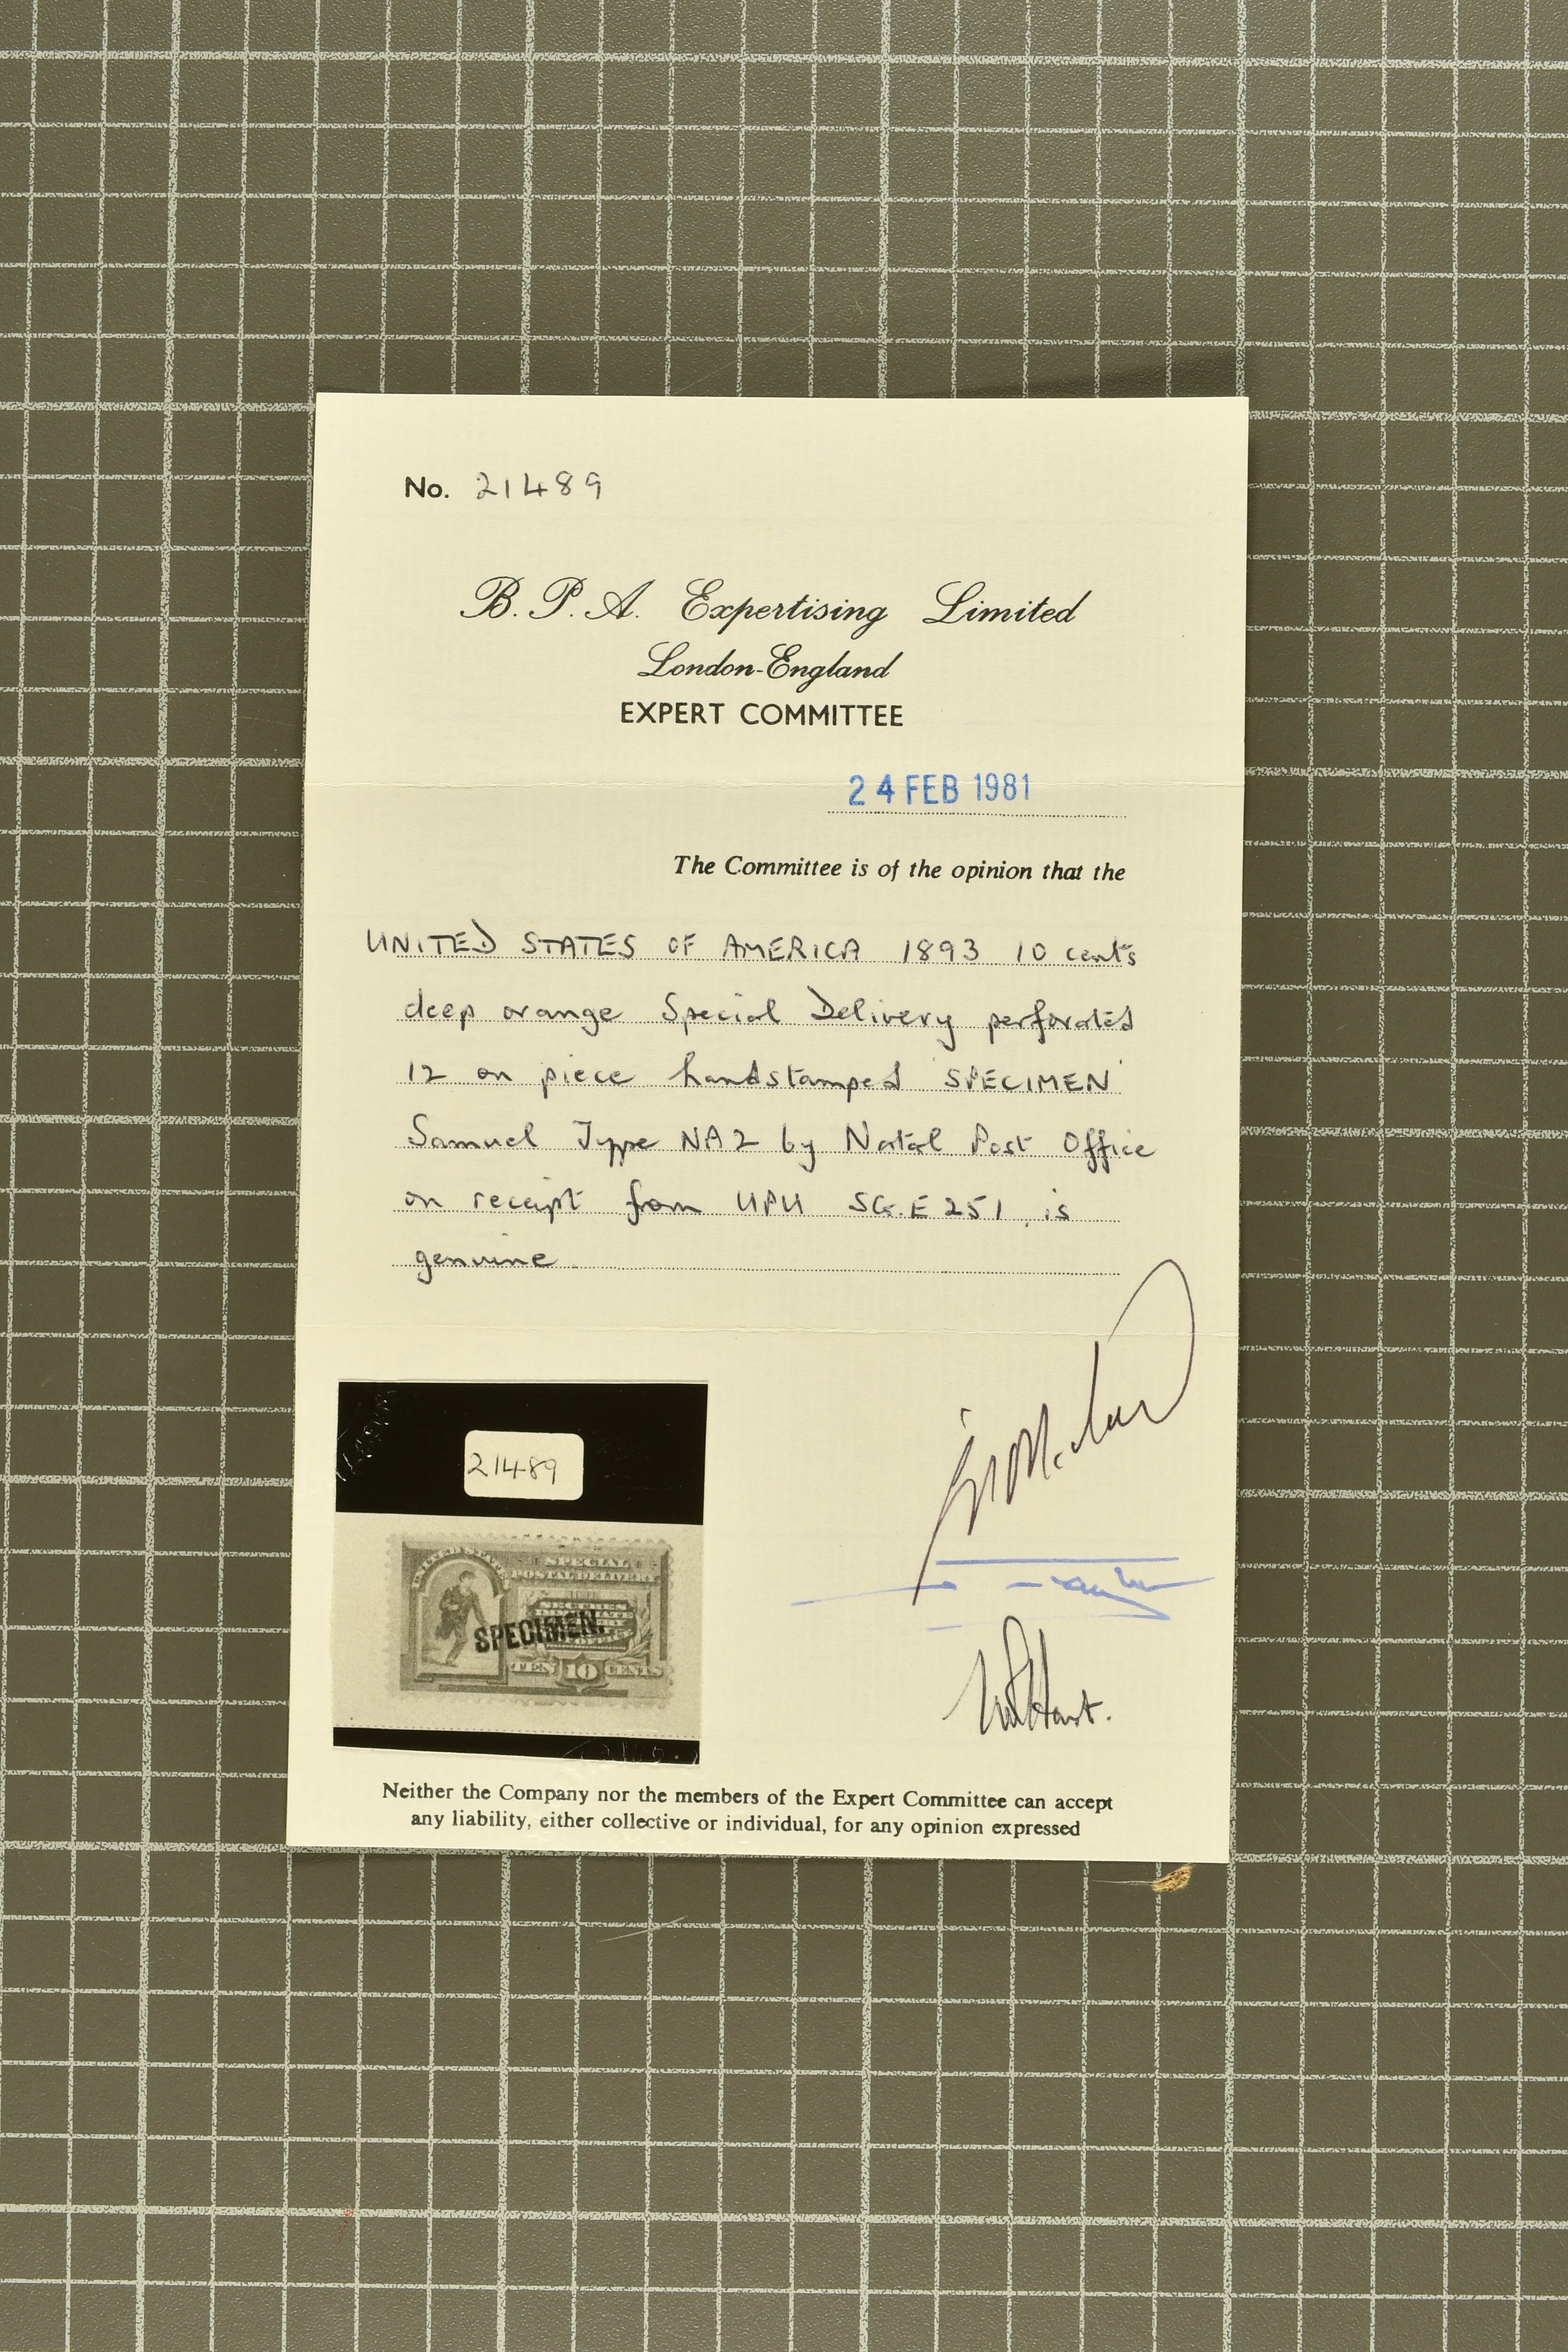 No. 21489
B. P. A. Expertising Limited
London-England
EXPERT COMMITTEE
24 FEB 1981
The Committee is of the opinion that the
UNITED STATES OF AMERICA 1893 10 cents
deep orange Special Delivery perforated
12 on piece handstamped 'SPECIMEN'
Samuel Type NA2 by Natal Post Office
on receipt from UPU SG.E251, is
genuine.
21489
UNITED STATES
SPECIAL
POSTAL DELIVERY
SECURES
SPECIMEN.
OFFICE
TEN 10 CENTS
Neither the Company nor the members of the Expert Committee can accept
any liability, either collective or individual, for any opinion expressed